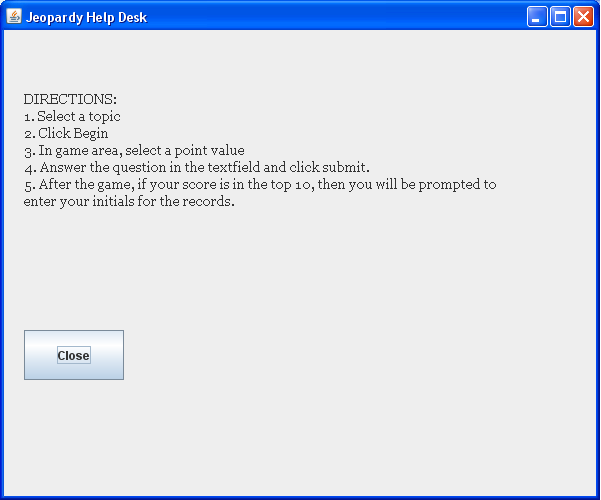 Jeopardy Help Desk
DIRECTIONS:
1. Select a topic
2. Click Begin
3. In game area, select a point value
4. Answer the question in the textfield and click submit.
5. After the game, if your score is in the top 10, then you will be prompted to
enter your initials for the records.
Close